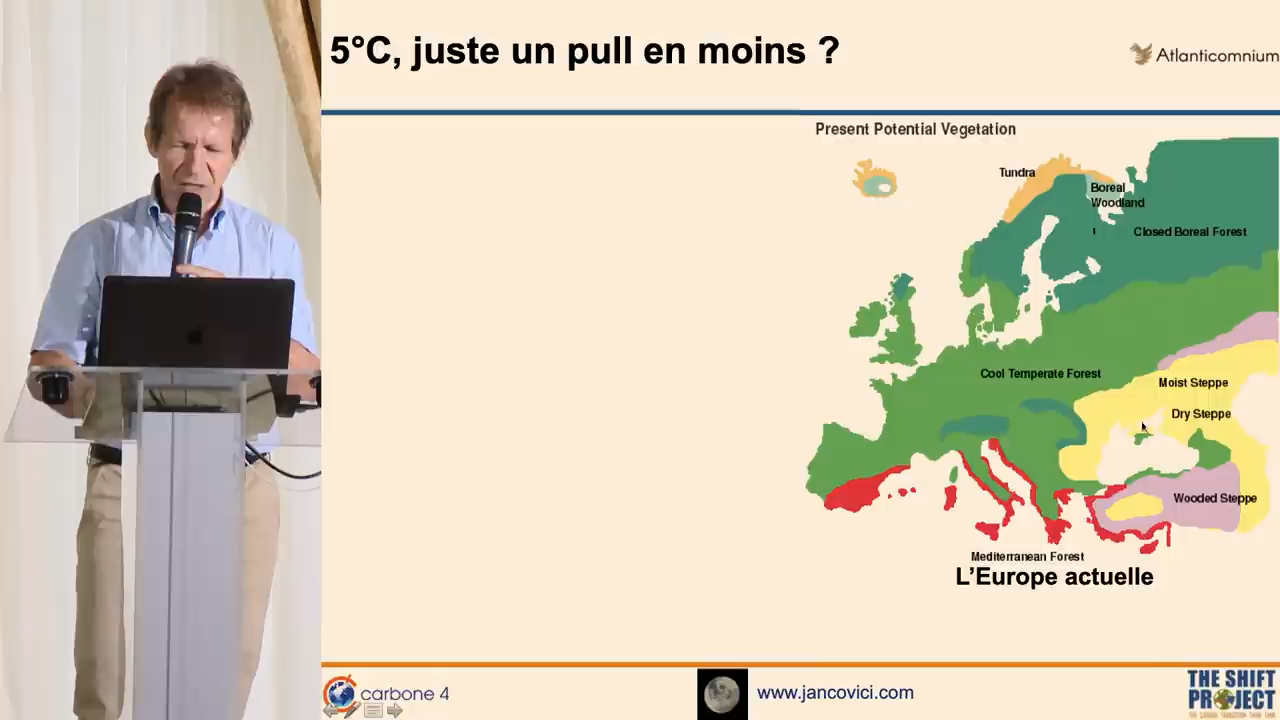 5°C, juste un pull en moins ?
Atlanticomnium
Present Potential Vegetation
Tundra
Boreal
Woodland
Closed Boreal Forest
Cool Temperate Forest
Moist Steppe
Dry Steppe
Wooded Steppe
Mediterranean Forest
L’Europe actuelle
carbone 4
www.jancovici.com
THE SHIFT
PROJECT